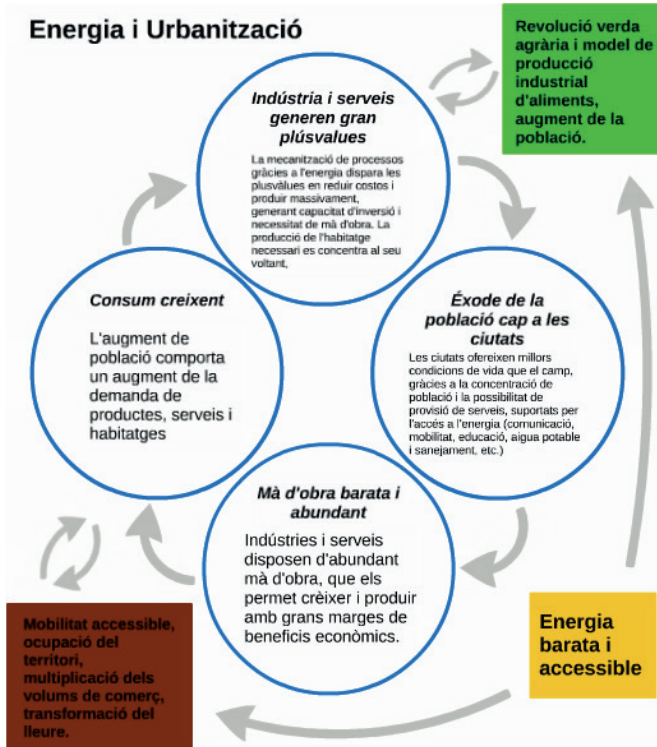 Energia i Urbanització
Revolució verda
agrària i model de
producció
industrial
d'aliments,
augment de la
població.
Indústria i serveis
generen gran
plúsvalues
La mecanització de processos
gràcies a l'energia dispara les
plusvàlues en reduir costos i
produir massivament,
generant capacitat d'inversió i
necessitat de mà d'obra. La
producció de l'habitatge
necessari es concentra al seu
voltant,
Éxode de la
població cap a les
ciutats
Les ciutats ofereixen millors
condicions de vida que el camp,
gràcies a la concentració de
població i la possibilitat de
provisió de serveis, suportats per
l'accés a l'energia (comunicació,
mobilitat, educació, aigua potable
i sanejament, etc.)
Mà d'obra barata i
abundant
Indústries i serveis
disposen d'abundant
mà d'obra, que els
permet crèixer i produir
amb grans marges de
beneficis econòmics.
Consum creixent
L'augment de
població comporta
un augment de la
demanda de
productes, serveis i
habitatges
Mobilitat accessible,
ocupació del
territori,
multiplicació dels
volums de comerç,
transformació del
lleure.
Energia
barata i
accessible